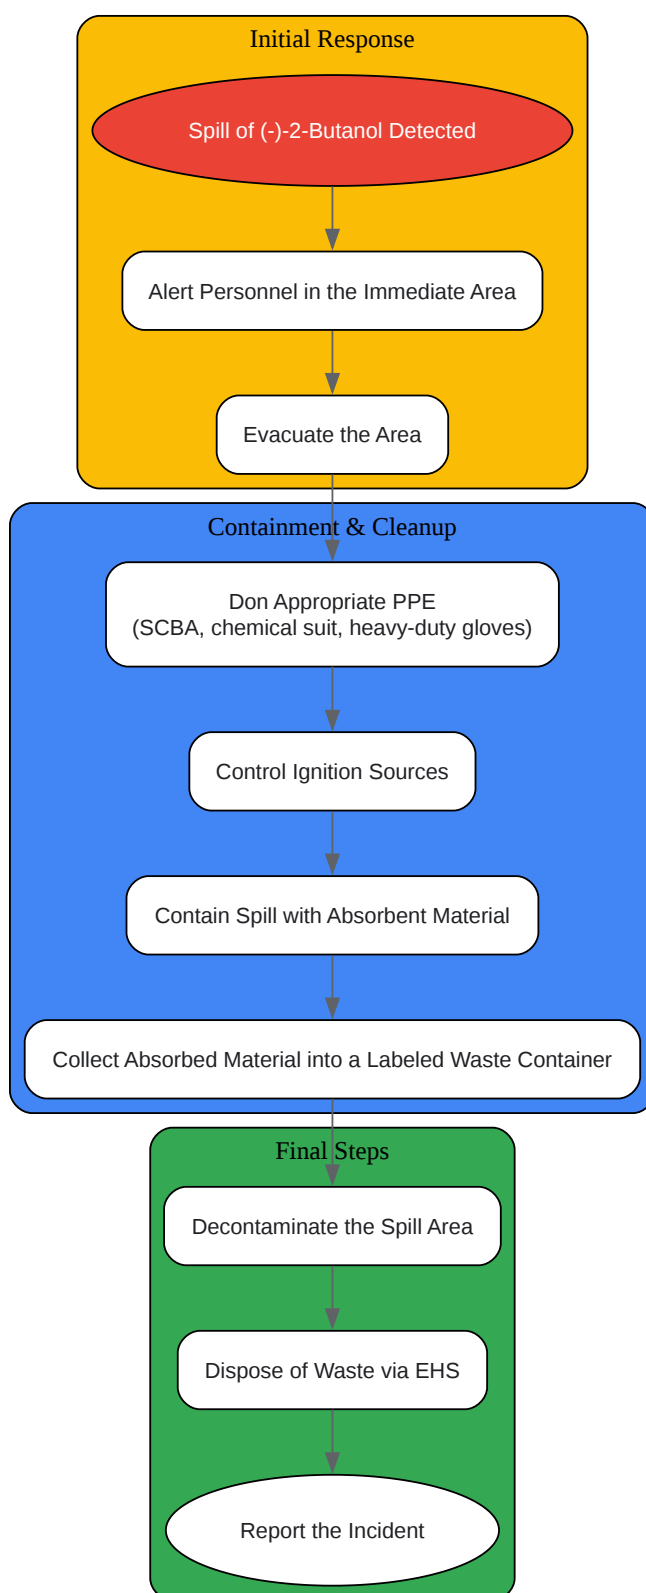 Initial Response
Spill of (-)-2-Butanol Detected
Alert Personnel in the Immediate Area
Evacuate the Area
Containment & Cleanup
Don Appropriate PPE
(SCBA, chemical suit, heavy-duty gloves)
Control Ignition Sources
Contain Spill with Absorbent Material
Collect Absorbed Material into a Labeled Waste Container
Final Steps
Decontaminate the Spill Area
Dispose of Waste via EHS
Report the Incident